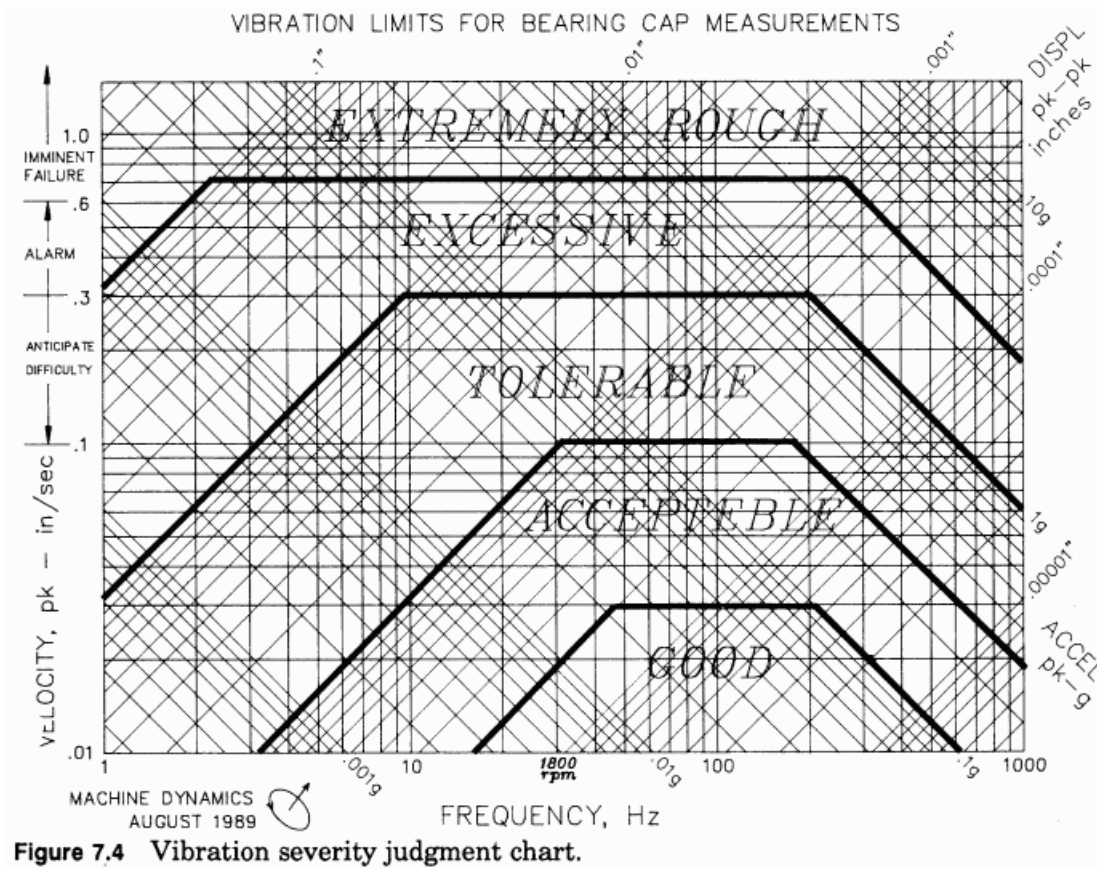 VIBRATION LIMITS FOR BEARING CAP MEASUREMENTS
.1"
.01"
.001"
DISPL
pk-pk
inches
EXTREMELY ROUGH
1.0
IMMINENT
FAILURE
.6
EXCESSIVE
10g
ALARM
.0001"
.3
ANTICIPATE
DIFFICULTY
TOLERABLE
.1
ACCEPTEBLE
1g
.00001"
VELOCITY, pk - in/sec
GOOD
ACCEL
pk-g
.01
1
.001g
10
1800
rpm
.01g
100
.1g
1000
MACHINE DYNAMICS
AUGUST 1989
FREQUENCY, Hz
Figure 7.4 Vibration severity judgment chart.